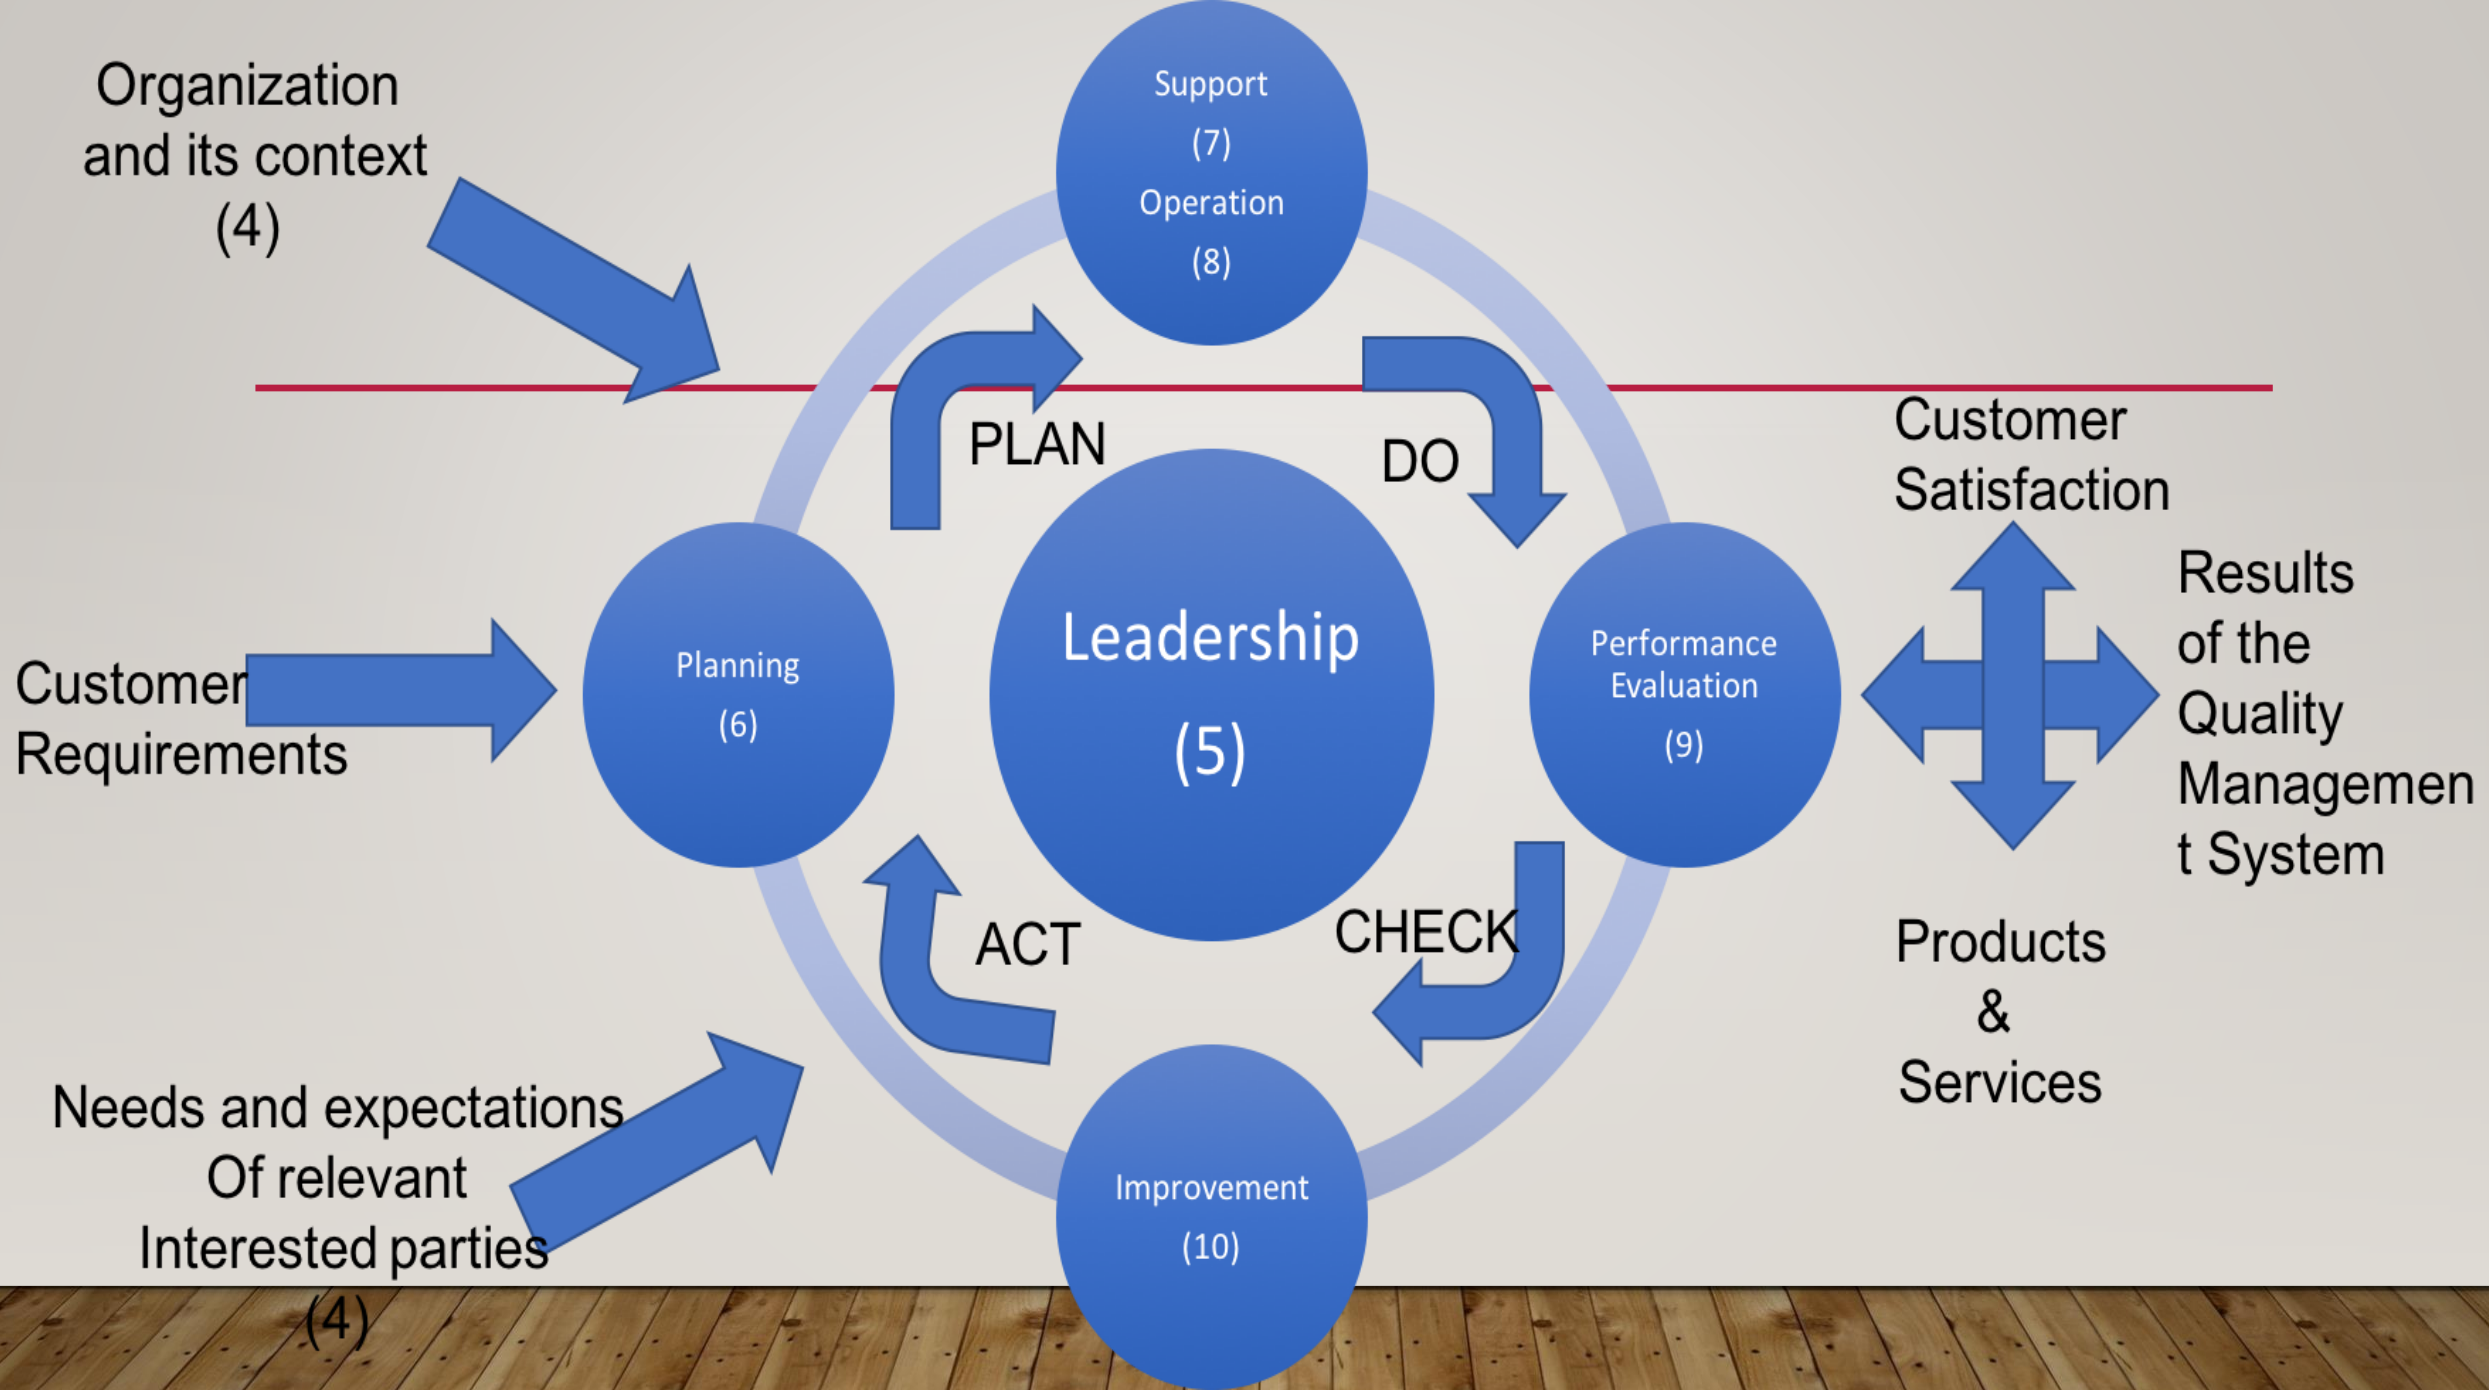 Organization
and its context
(4)
Support
(7)
Operation
(8)
PLAN
DO
Customer
Satisfaction
Customer
Requirements
Planning
(6)
Leadership
(5)
Performance
Evaluation
(9)
Results
of the
Quality
Managemen
t System
ACT
CHECK
Products
&
Services
Needs and expectations
Of relevant
Interested parties
(4)
Improvement
(10)